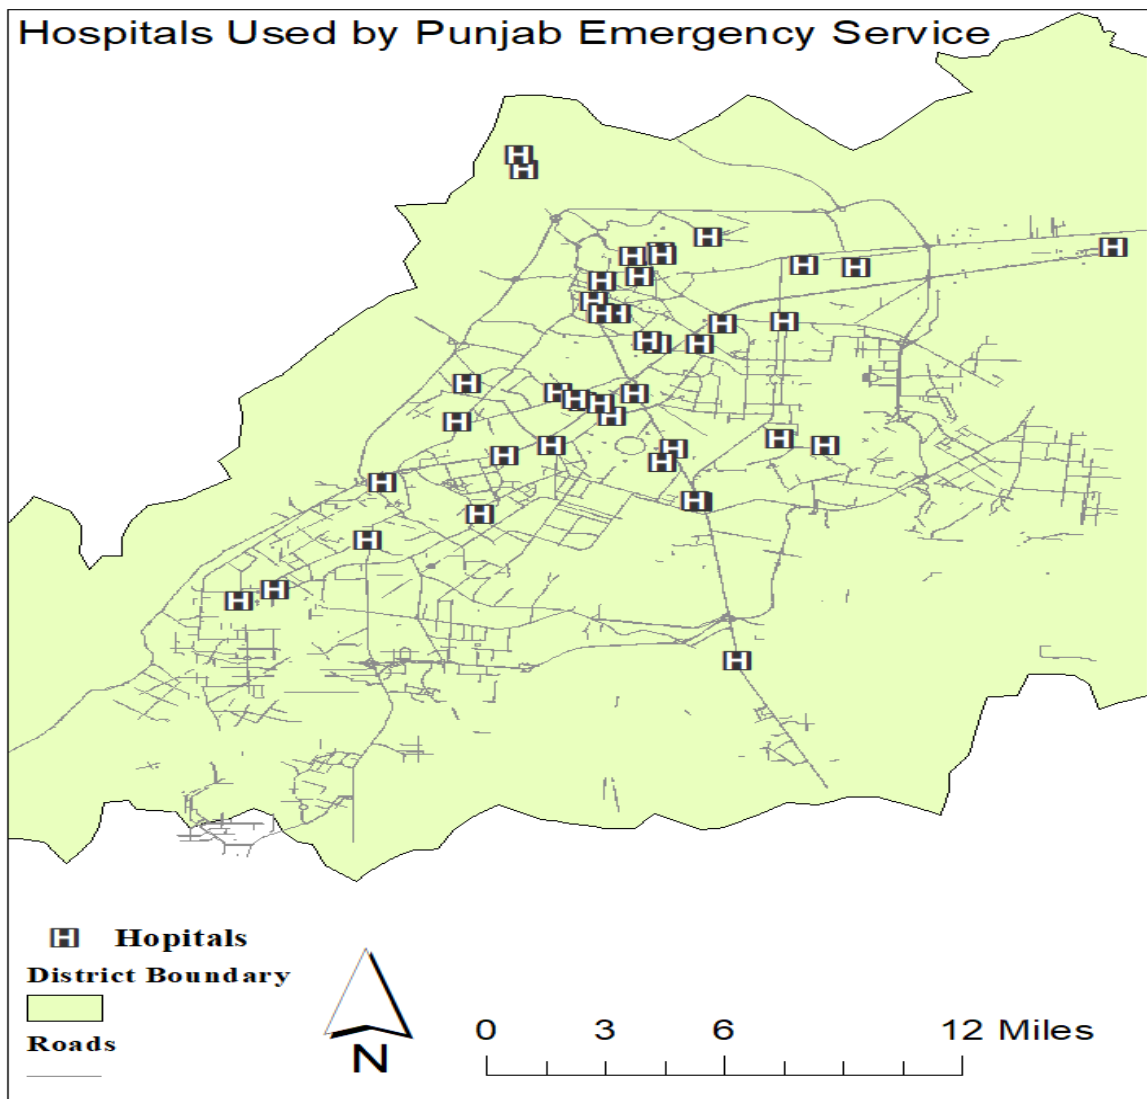 Hospitals Used by Punjab Emergency Service
H Hopitals
District Boundary
Roads
N
0 3 6 12 Miles